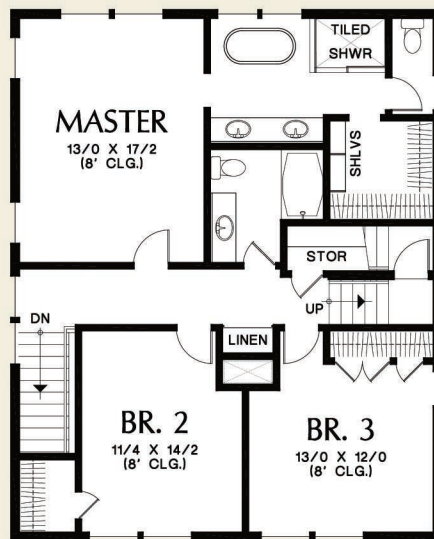 TILED
SHWR
MASTER
13/0 X 17/2
(8' CLG.)
SHLVS
STOR
DN
UP
LINEN
BR. 2
11/4 X 14/2
(8' CLG.)
BR. 3
13/0 X 12/0
(8' CLG.)